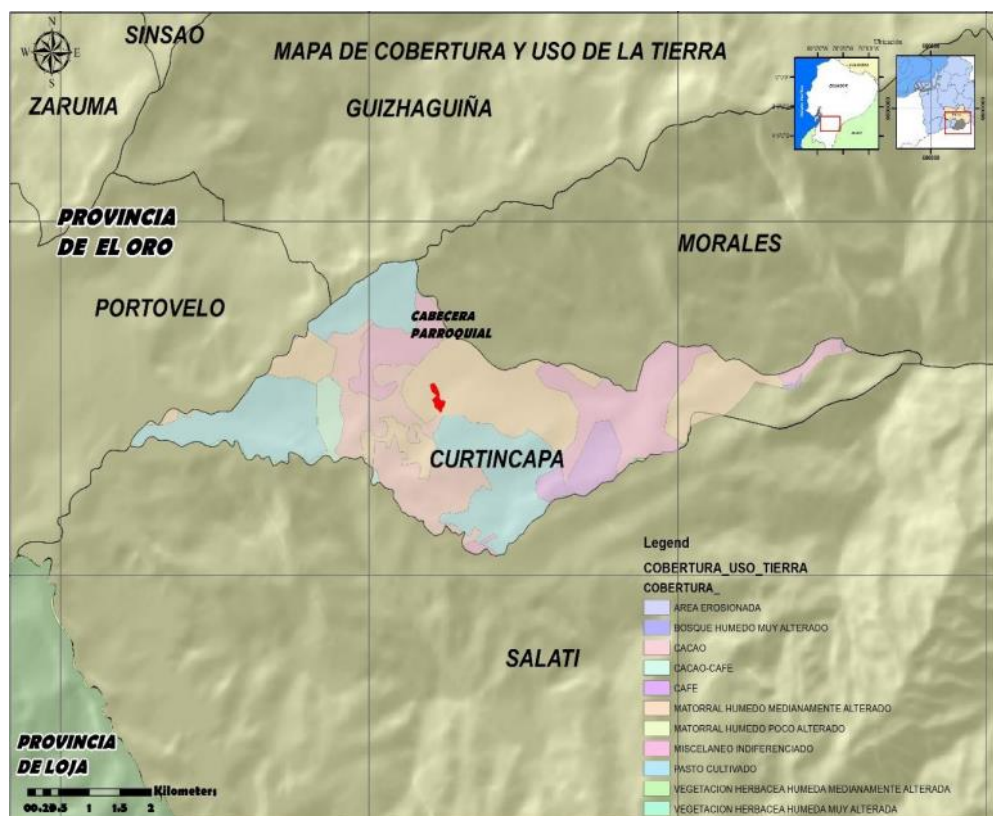 N
W E
S
SINSAO
MAPA DE COBERTURA Y USO DE LA TIERRA
Ubicación
ZARUMA
GUIZHAGUIÑA
ECUADOR
PROVINCIA
DE EL ORO
MORALES
PORTOVELO
CABECERA
PARROQUIAL
CURTINCAPA
Legend
COBERTURA_USO_TIERRA
COBERTURA_
AREA EROSIONADA
BOSQUE HUMEDO MUY ALTERADO
CACAO
CACAO-CAFE
CAFE
MATORRAL HUMEDO MEDIANAMENTE ALTERADO
MATORRAL HUMEDO POCO ALTERADO
MISCELANEO INDIFERENCIADO
PASTO CULTIVADO
VEGETACION HERBACEA HUMEDA MEDIANAMENTE ALTERADA
VEGETACION HERBACEA HUMEDA MUY ALTERADA
SALATI
PROVINCIA
DE LOJA
Kilometers
1 1.5 2